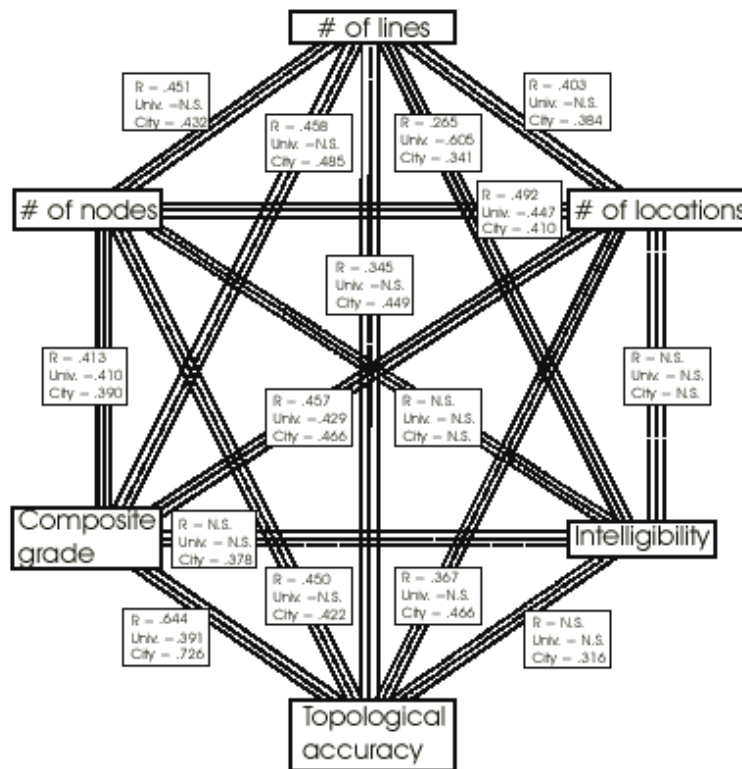 # of lines
R = .451
Univ. =N.S.
City = .432
R = .458
Univ. =N.S.
City = .485
R = .265
Univ. =.605
City = .341
R = .403
Univ. =N.S.
City = .384
# of nodes
R = .492
Univ. =.447
City = .410
# of locations
R = .345
Univ. =N.S.
City = .449
R = .413
Univ. =.410
City = .390
R = .457
Univ. =.429
City = .466
R = N.S.
Univ. = N.S.
City = N.S.
R = N.S.
Univ. = N.S.
City = N.S.
Composite
grade
R = N.S.
Univ. = N.S.
City = .378
Intelligibility
R = .644
Univ. =.391
City = .726
R = .450
Univ. =N.S.
City = .422
R = .367
Univ. =N.S.
City = .466
R = N.S.
Univ. = N.S.
City = .316
Topological
accuracy